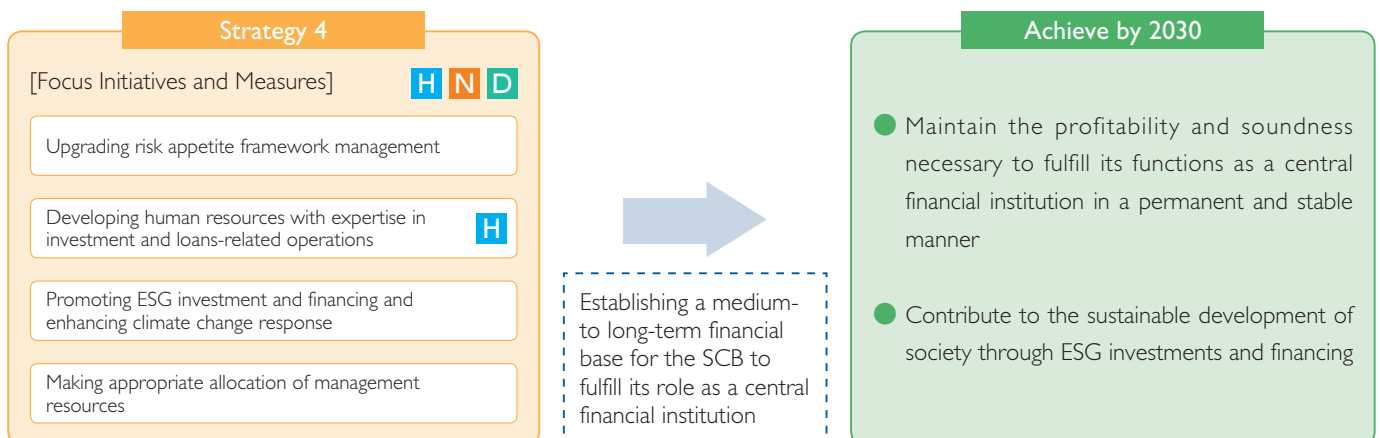 Strategy 4
[Focus Initiatives and Measures]
H N D
Upgrading risk appetite framework management
Developing human resources with expertise in
investment and loans-related operations
H
Promoting ESG investment and financing and
enhancing climate change response
Making appropriate allocation of management
resources
Establishing a medium-
to long-term financial
base for the SCB to
fulfill its role as a central
financial institution
Achieve by 2030
Maintain the profitability and soundness
necessary to fulfill its functions as a central
financial institution in a permanent and stable
manner
Contribute to the sustainable development of
society through ESG investments and financing